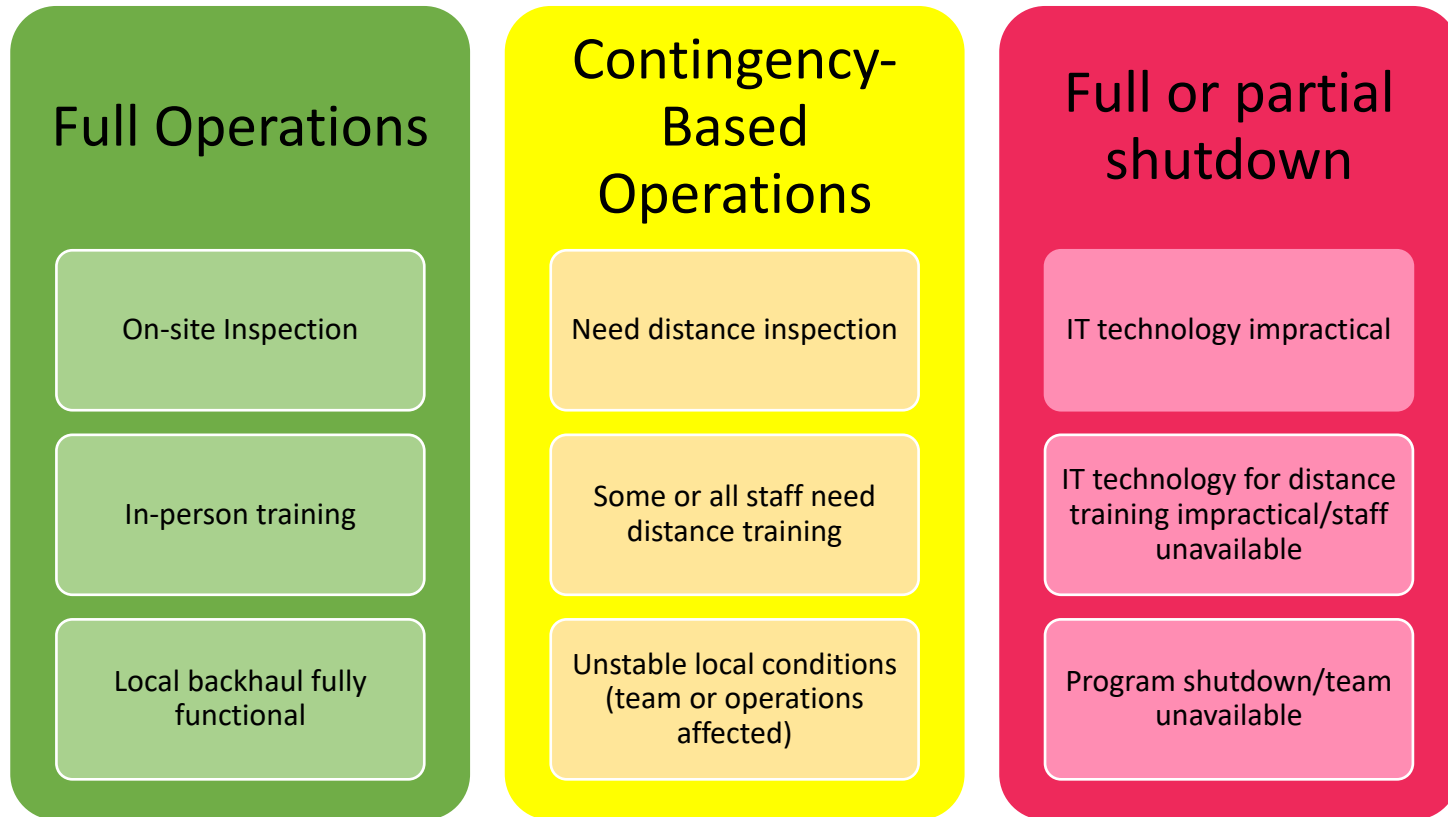 Full Operations
On-site Inspection
In-person training
Local backhaul fully
functional
Contingency-
Based
Operations
Need distance inspection
Some or all staff need
distance training
Unstable local conditions
(team or operations
affected)
Full or partial
shutdown
IT technology impractical
IT technology for distance
training impractical/staff
unavailable
Program shutdown/team
unavailable